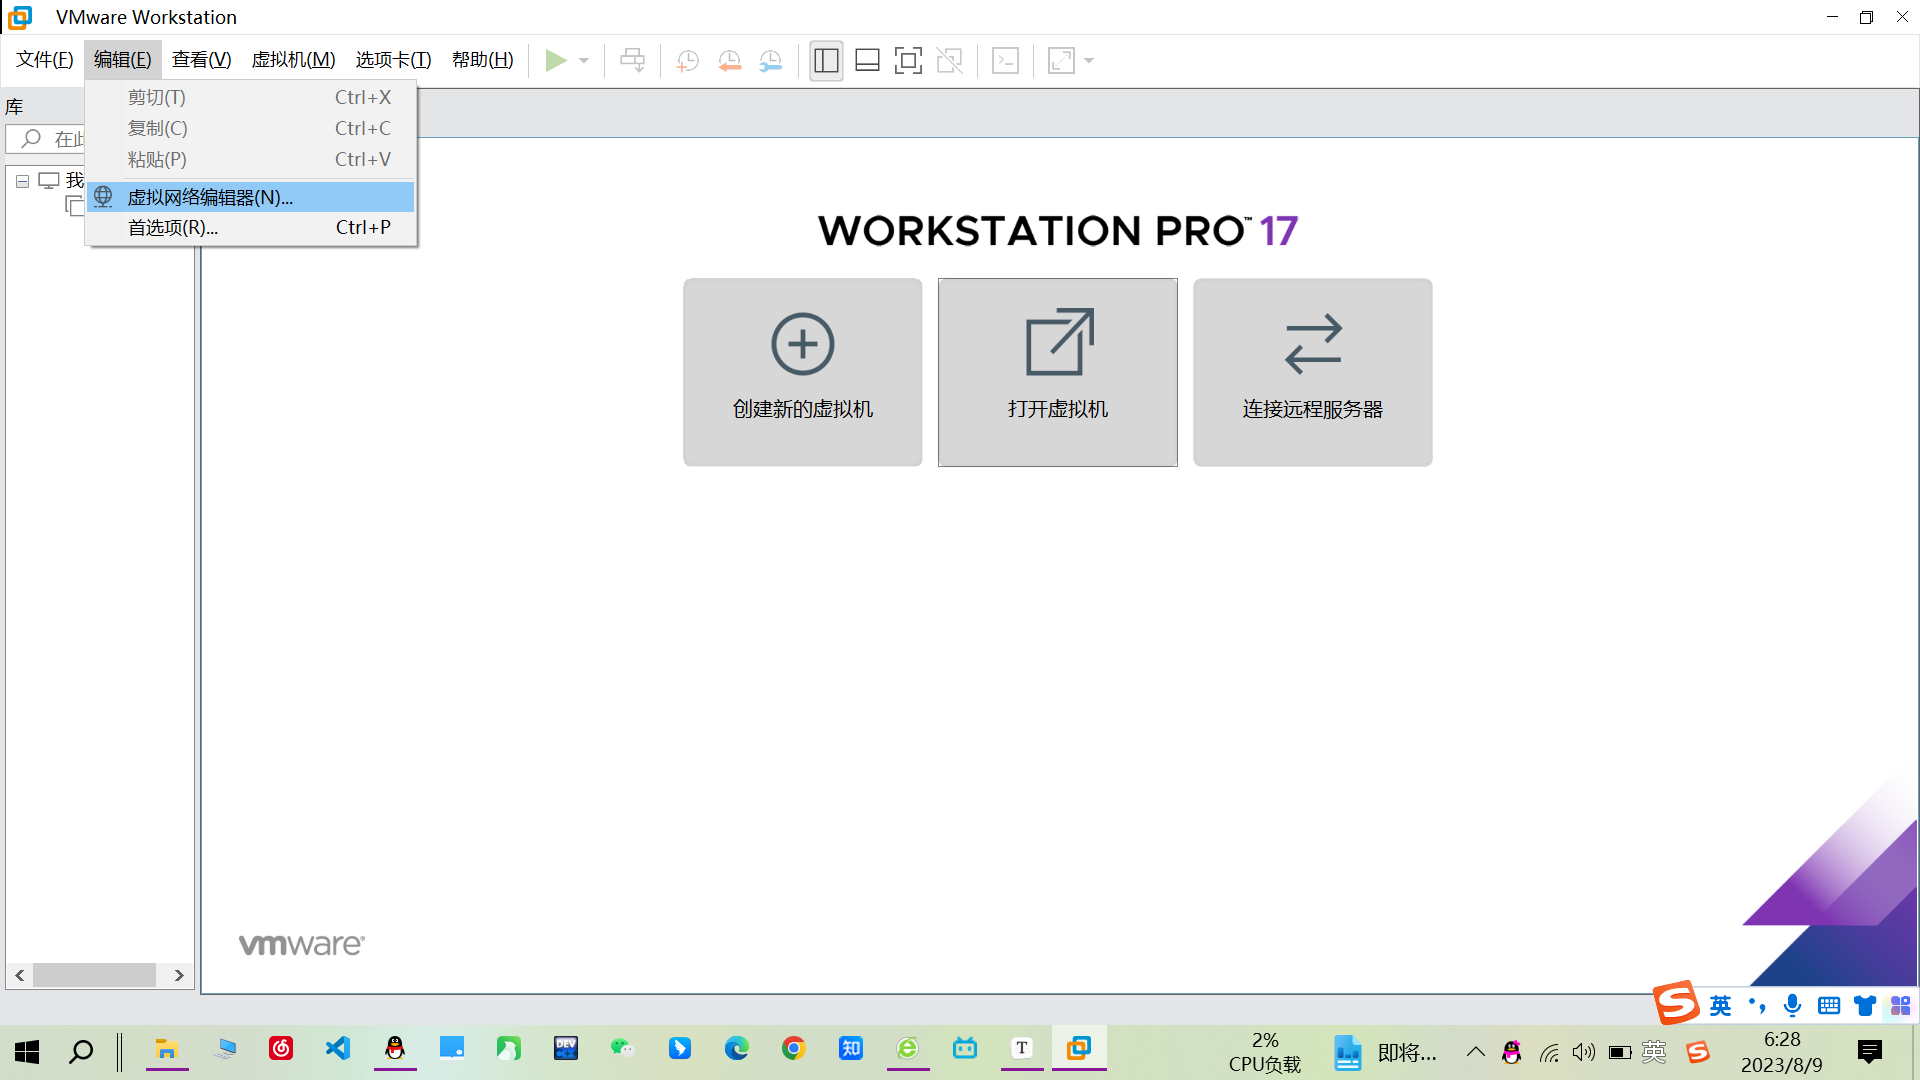 VMware Workstation
文件(F) 编辑(E) 查看(V) 虚拟机(M) 选项卡(T) 帮助(H)
库
在此
我
剪切(T) Ctrl+X
复制(C) Ctrl+C
粘贴(P) Ctrl+V
虚拟网络编辑器(N)...
首选项(R)... Ctrl+P
WORKSTATION PRO™ 17
创建新的虚拟机 打开虚拟机 连接远程服务器
vmware®
S 英
DEV
知
T
2%
CPU负载
即将...
英
S
6:28
2023/8/9